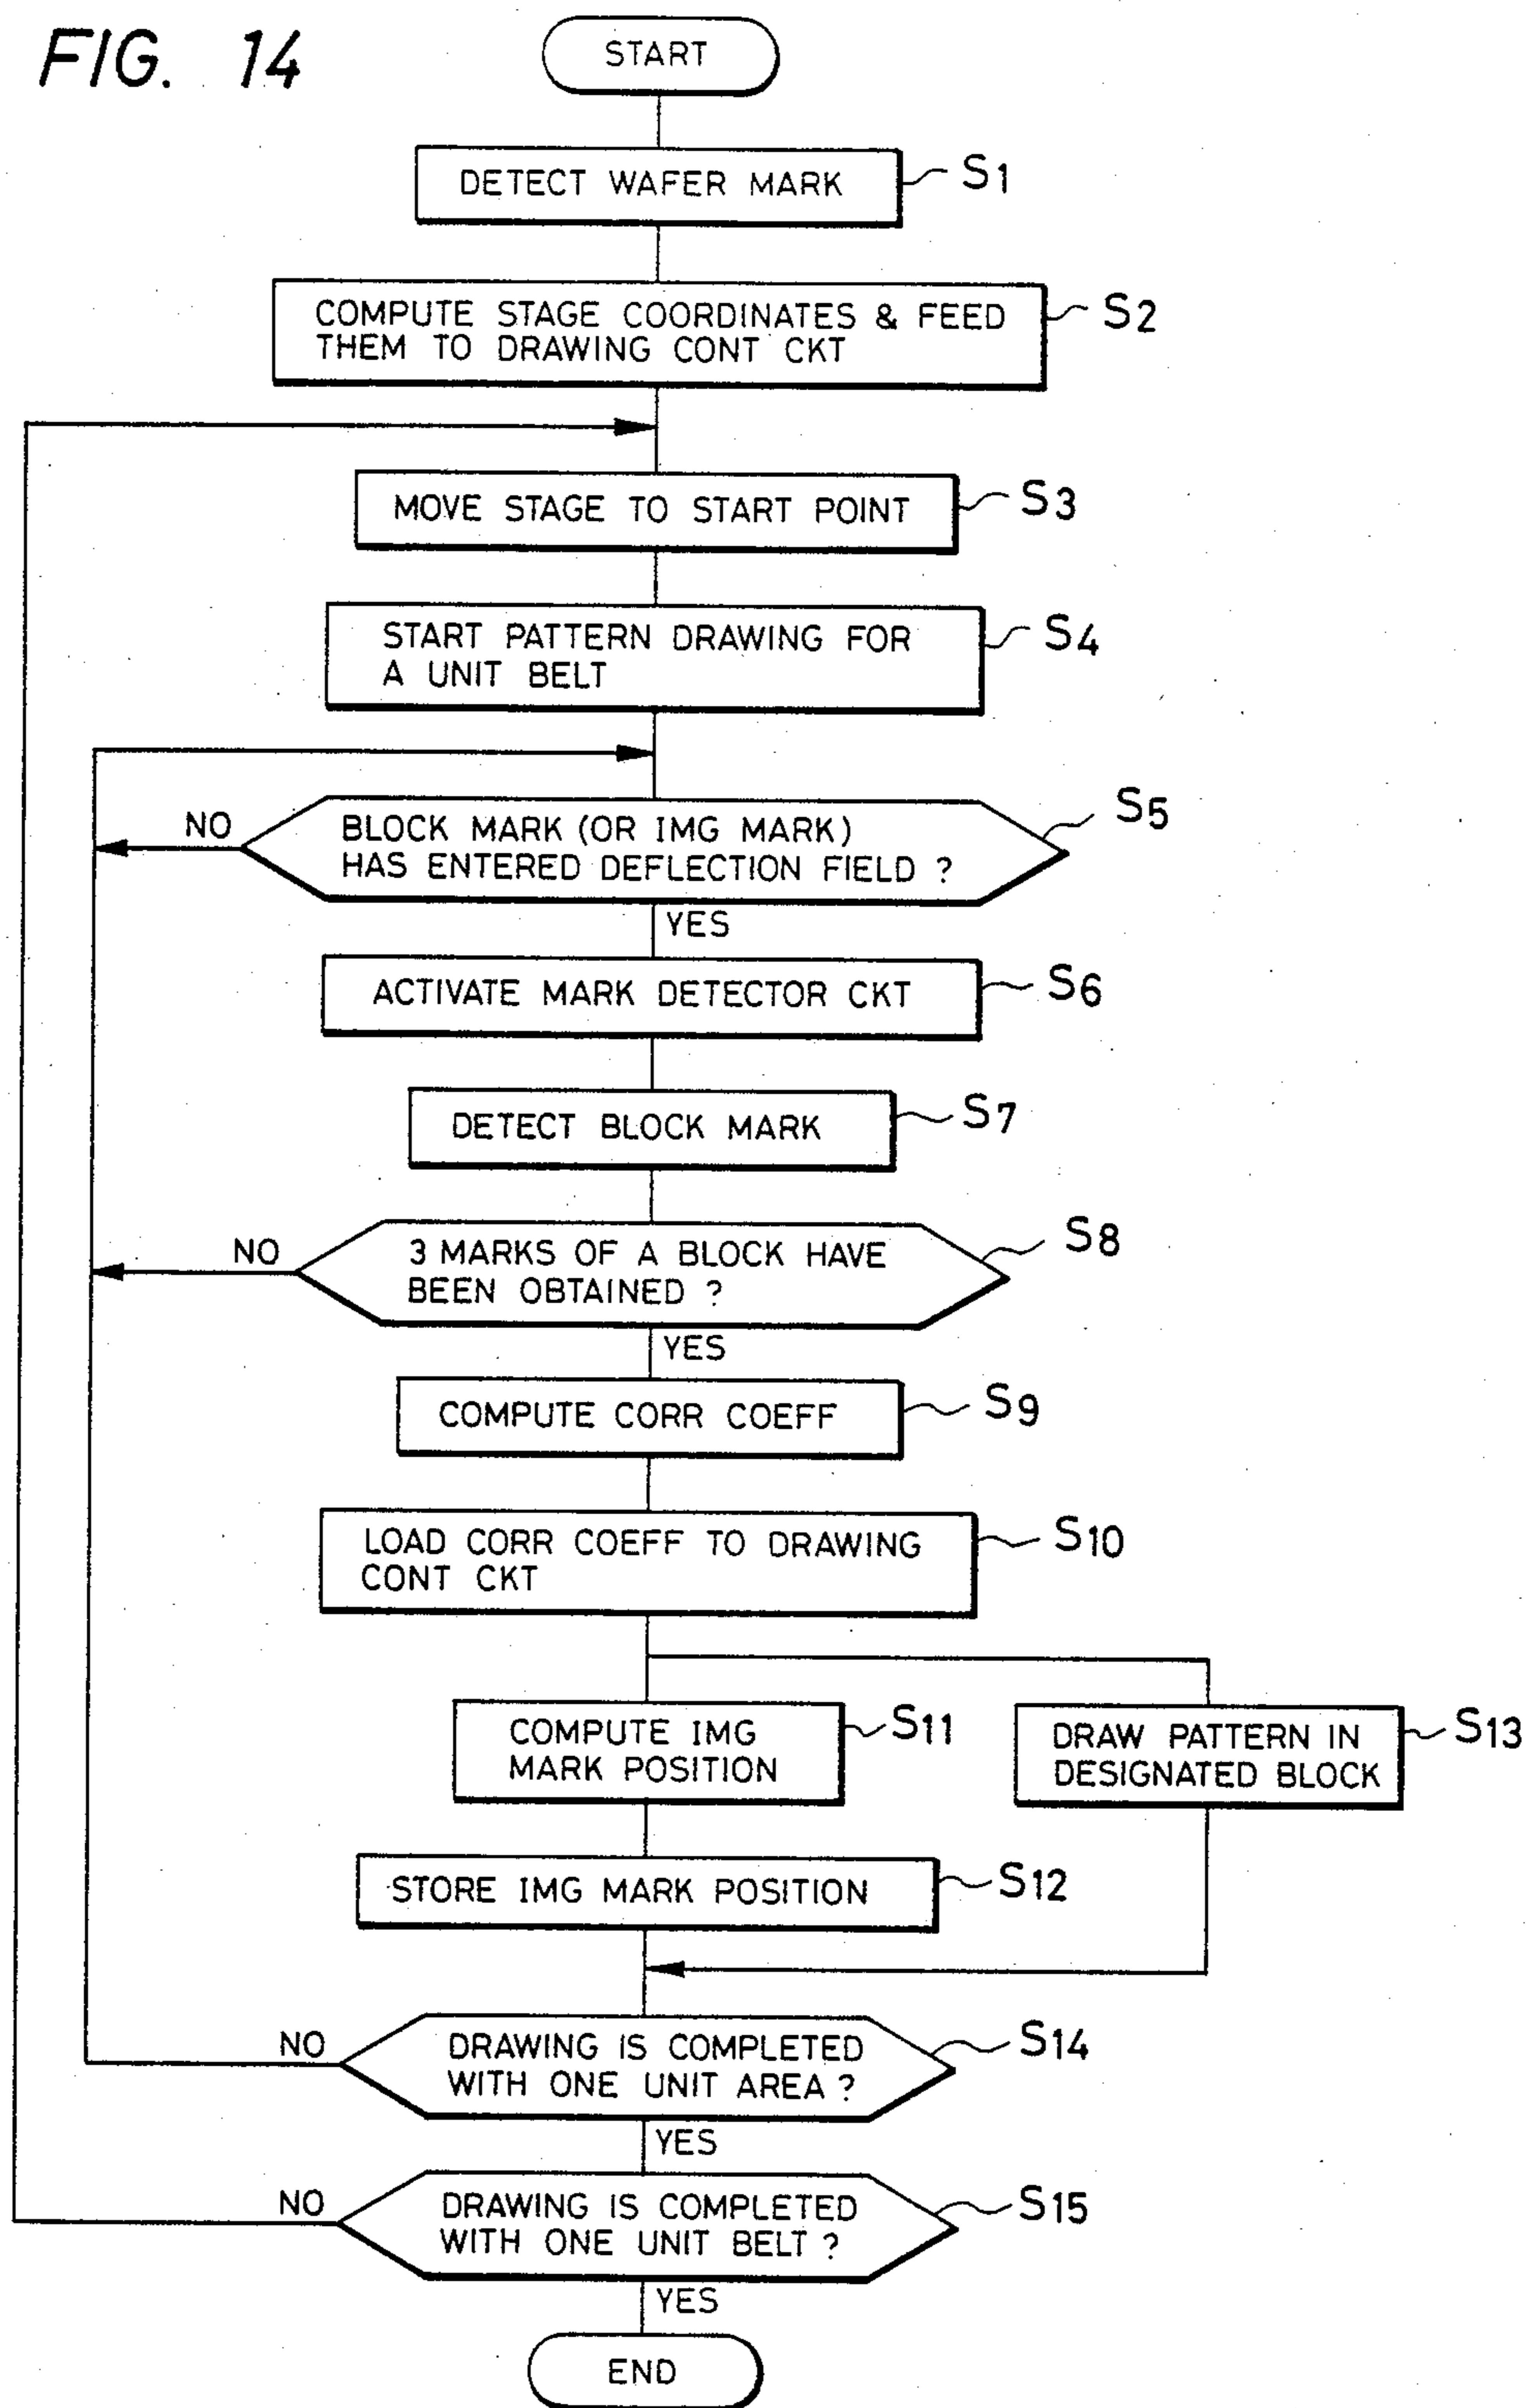 FIG. 14
START
DETECT WAFER MARK
S1
COMPUTE STAGE COORDINATES & FEED
THEM TO DRAWING CONT CKT
S2
MOVE STAGE TO START POINT
S3
START PATTERN DRAWING FOR
A UNIT BELT
S4
NO
BLOCK MARK (OR IMG MARK)
HAS ENTERED DEFLECTION FIELD ?
S5
YES
ACTIVATE MARK DETECTOR CKT
S6
DETECT BLOCK MARK
S7
NO
3 MARKS OF A BLOCK HAVE
BEEN OBTAINED ?
S8
YES
COMPUTE CORR COEFF
S9
LOAD CORR COEFF TO DRAWING
CONT CKT
S10
COMPUTE IMG
MARK POSITION
S11
DRAW PATTERN IN
DESIGNATED BLOCK
S13
STORE IMG MARK POSITION
S12
NO
DRAWING IS COMPLETED
WITH ONE UNIT AREA ?
S14
YES
NO
DRAWING IS COMPLETED
WITH ONE UNIT BELT ?
S15
YES
END